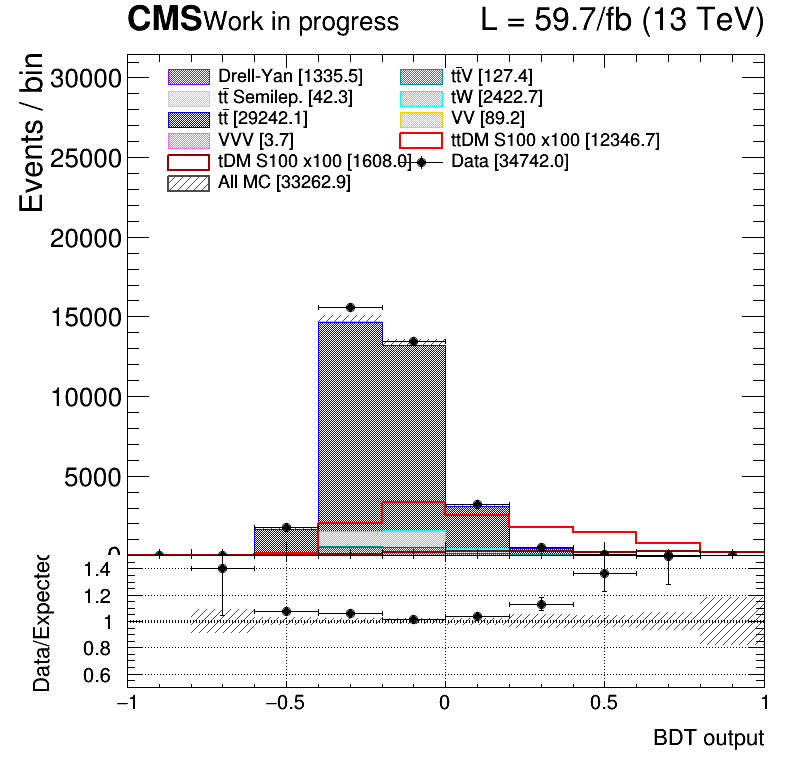 CMS Work in progress L = 59.7/fb (13 TeV)
Events / bin
30000
25000
20000
15000
10000
5000
0
Drell-Yan [1335.5] tt̄V [127.4]
tt̄ Semilep. [42.3] tW [2422.7]
tt̄ [29242.1] VV [89.2]
VVV [3.7] ttDM S100 x100 [12346.7]
tDM S100 x100 [1608.0] Data [34742.0]
All MC [33262.9]
Data/Expected
1.4
1.2
1
0.8
0.6
−1 −0.5 0 0.5 1
BDT output